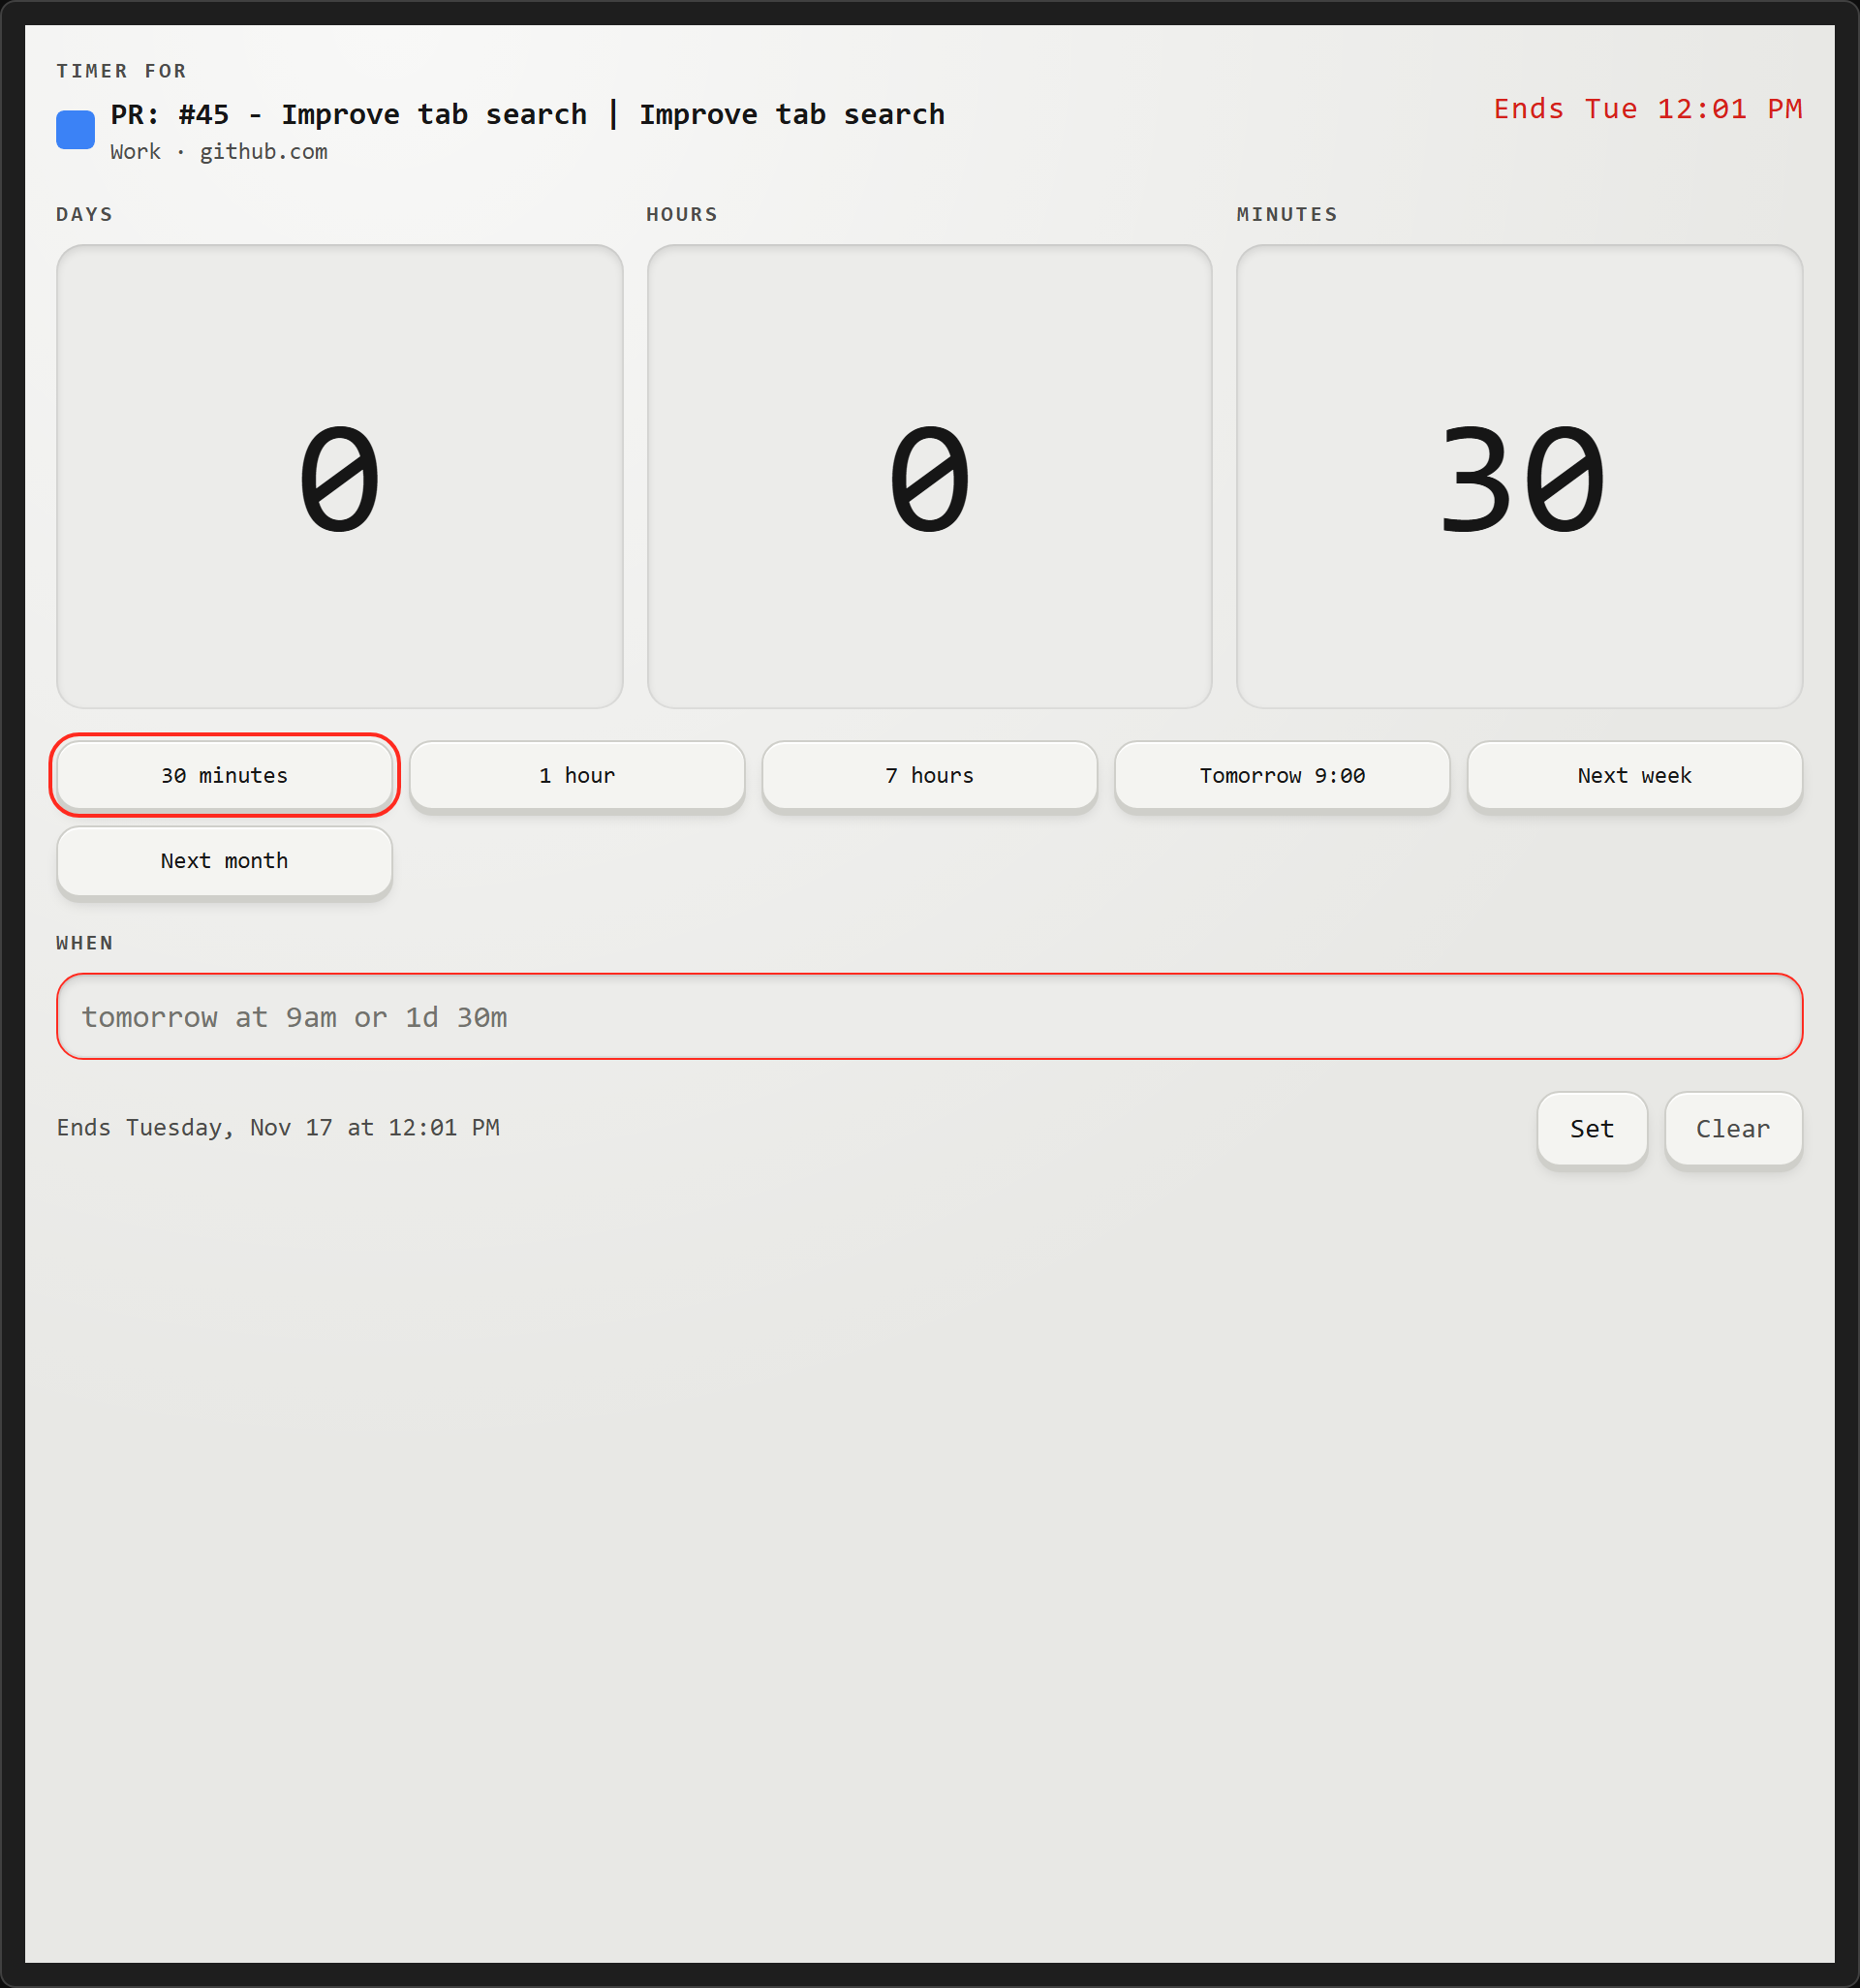 TIMER FOR
PR: #45 - Improve tab search | Improve tab search
Work · github.com
Ends Tue 12:01 PM
DAYS
HOURS
MINUTES
0
0
30
30 minutes
1 hour
7 hours
Tomorrow 9:00
Next week
Next month
WHEN
tomorrow at 9am or 1d 30m
Ends Tuesday, Nov 17 at 12:01 PM
Set
Clear